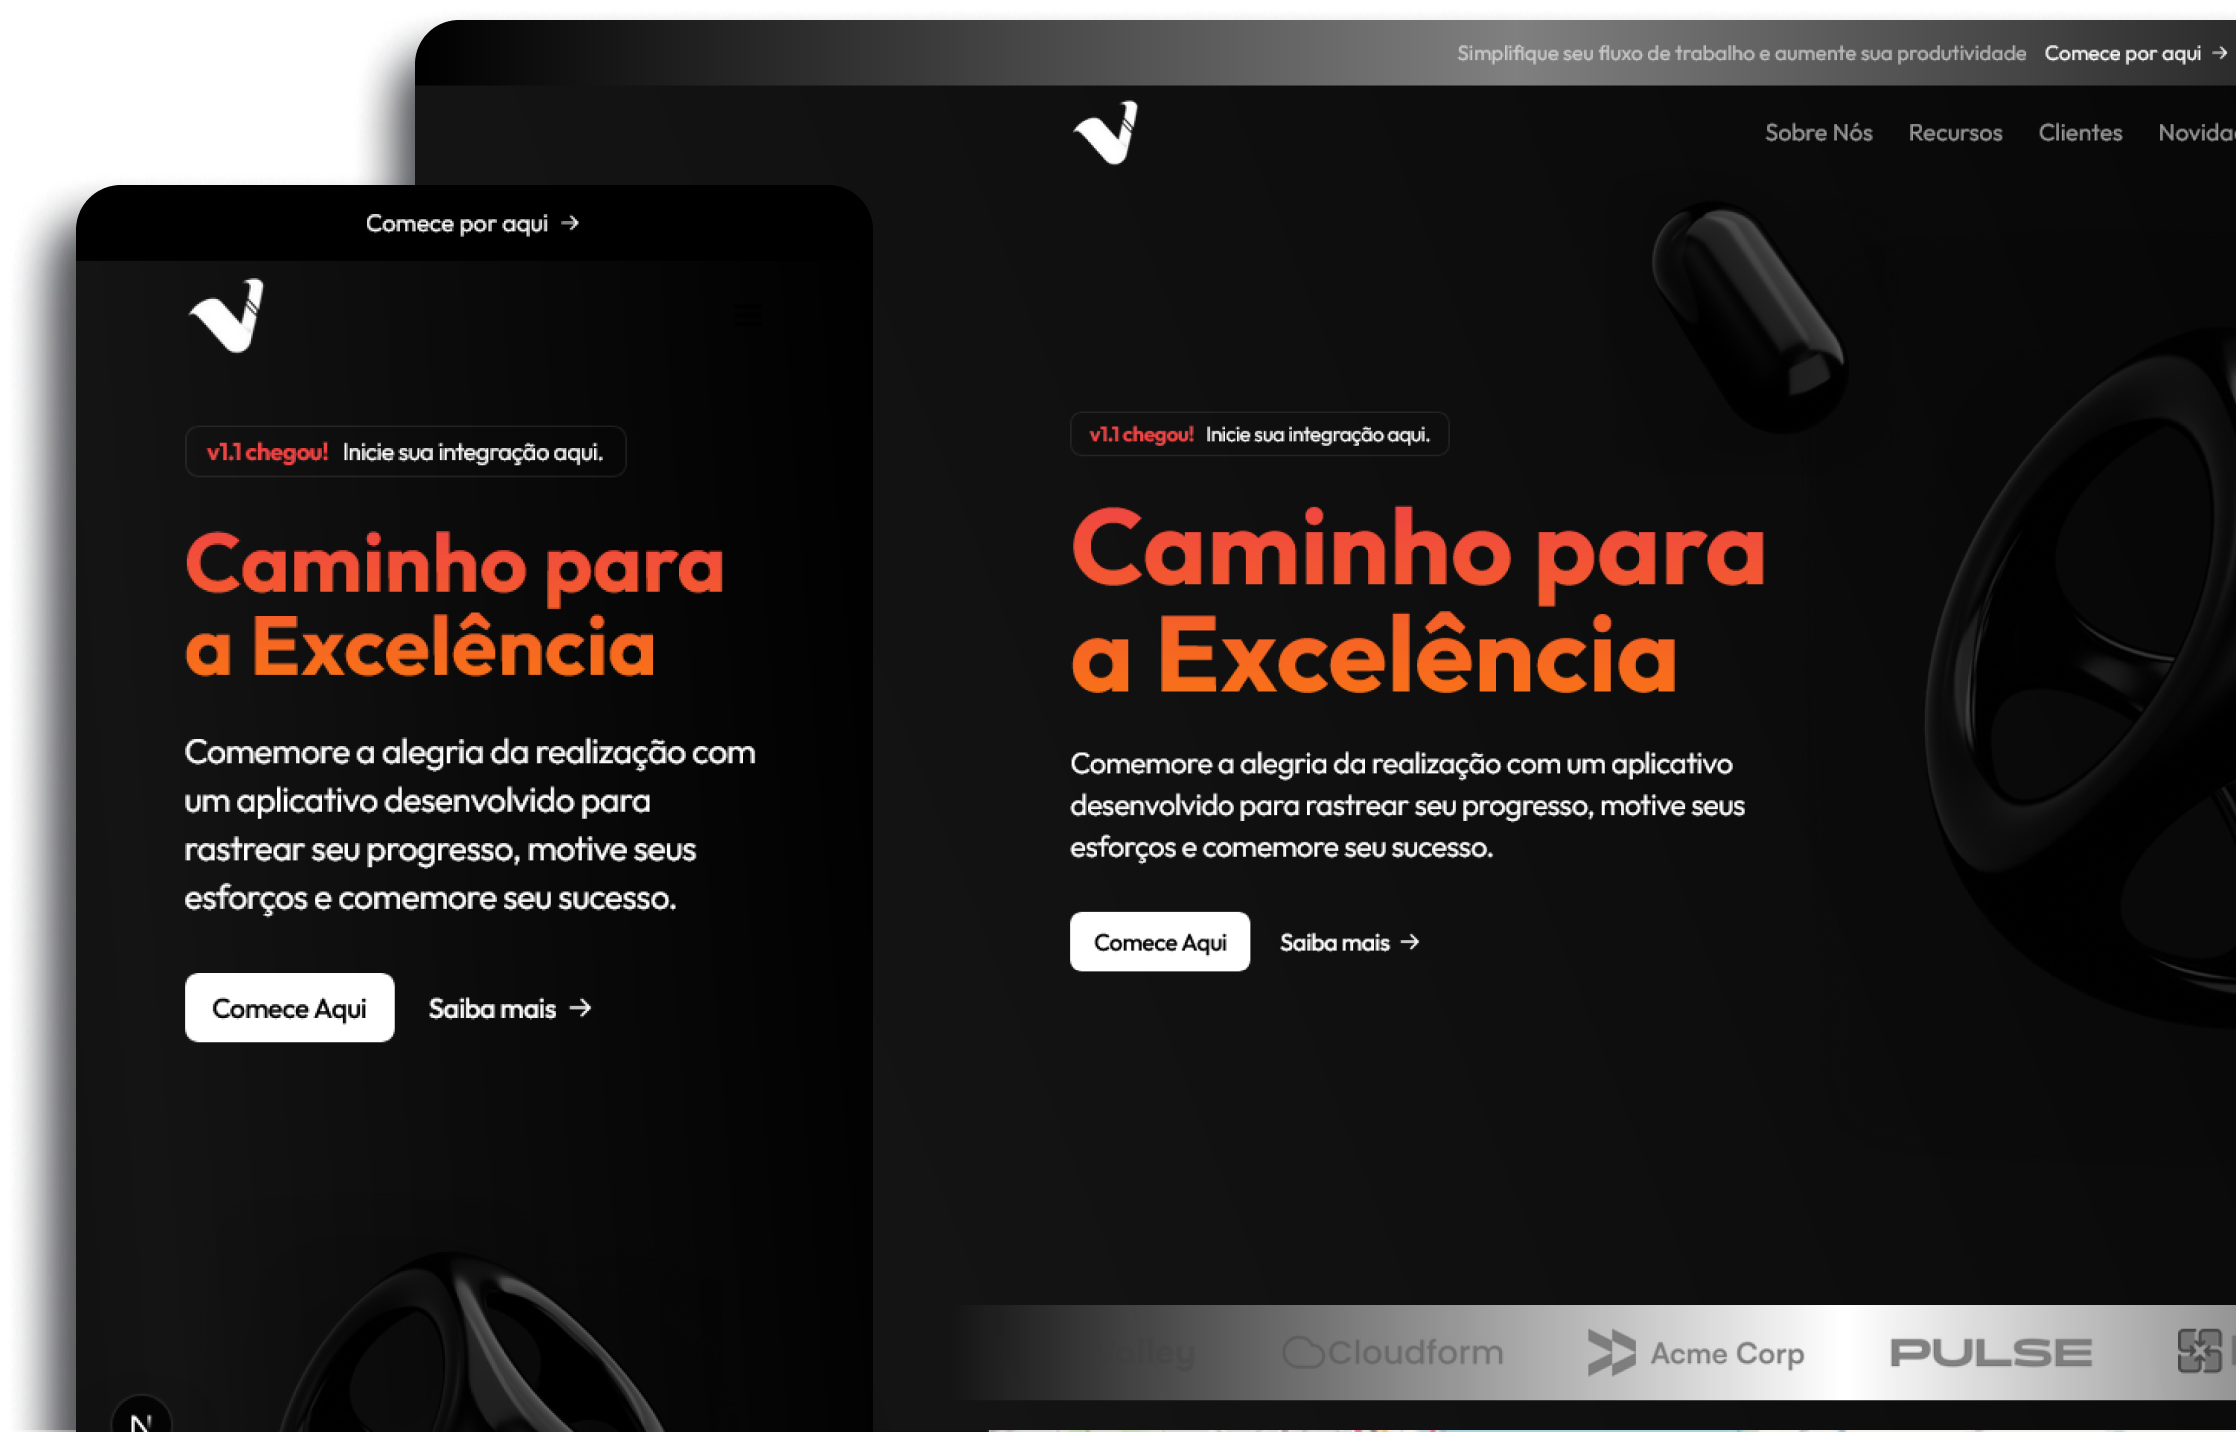 Simplifique seu fluxo de trabalho e aumente sua produtividade Comece por aqui →
Sobre Nós Recursos Clientes
v1.1 chegou! Inicie sua integração aqui.
Caminho para
a Excelência
Comemore a alegria da realização com um aplicativo
desenvolvido para rastrear seu progresso, motive seus
esforços e comemore seu sucesso.
Comece Aqui Saiba mais →
Cloudform Acme Corp PULSE
Comece por aqui →
v1.1 chegou! Inicie sua integração aqui.
Caminho para
a Excelência
Comemore a alegria da realização com
um aplicativo desenvolvido para
rastrear seu progresso, motive seus
esforços e comemore seu sucesso.
Comece Aqui Saiba mais →
N